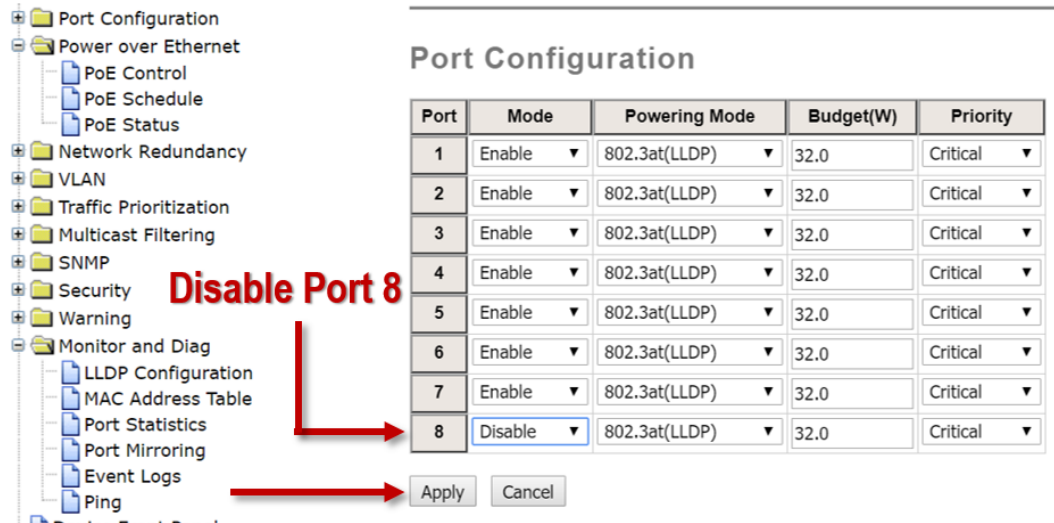 Port Configuration
Power over Ethernet
PoE Control
PoE Schedule
PoE Status
Network Redundancy
VLAN
Traffic Prioritization
Multicast Filtering
SNMP
Security
Warning
Monitor and Diag
LLDP Configuration
MAC Address Table
Port Statistics
Port Mirroring
Event Logs
Ping
Disable Port 8
Port Configuration
Port Mode Powering Mode Budget(W) Priority
1 Enable 802.3at(LLDP) 32.0 Critical
2 Enable 802.3at(LLDP) 32.0 Critical
3 Enable 802.3at(LLDP) 32.0 Critical
4 Enable 802.3at(LLDP) 32.0 Critical
5 Enable 802.3at(LLDP) 32.0 Critical
6 Enable 802.3at(LLDP) 32.0 Critical
7 Enable 802.3at(LLDP) 32.0 Critical
8 Disable 802.3at(LLDP) 32.0 Critical
Apply Cancel